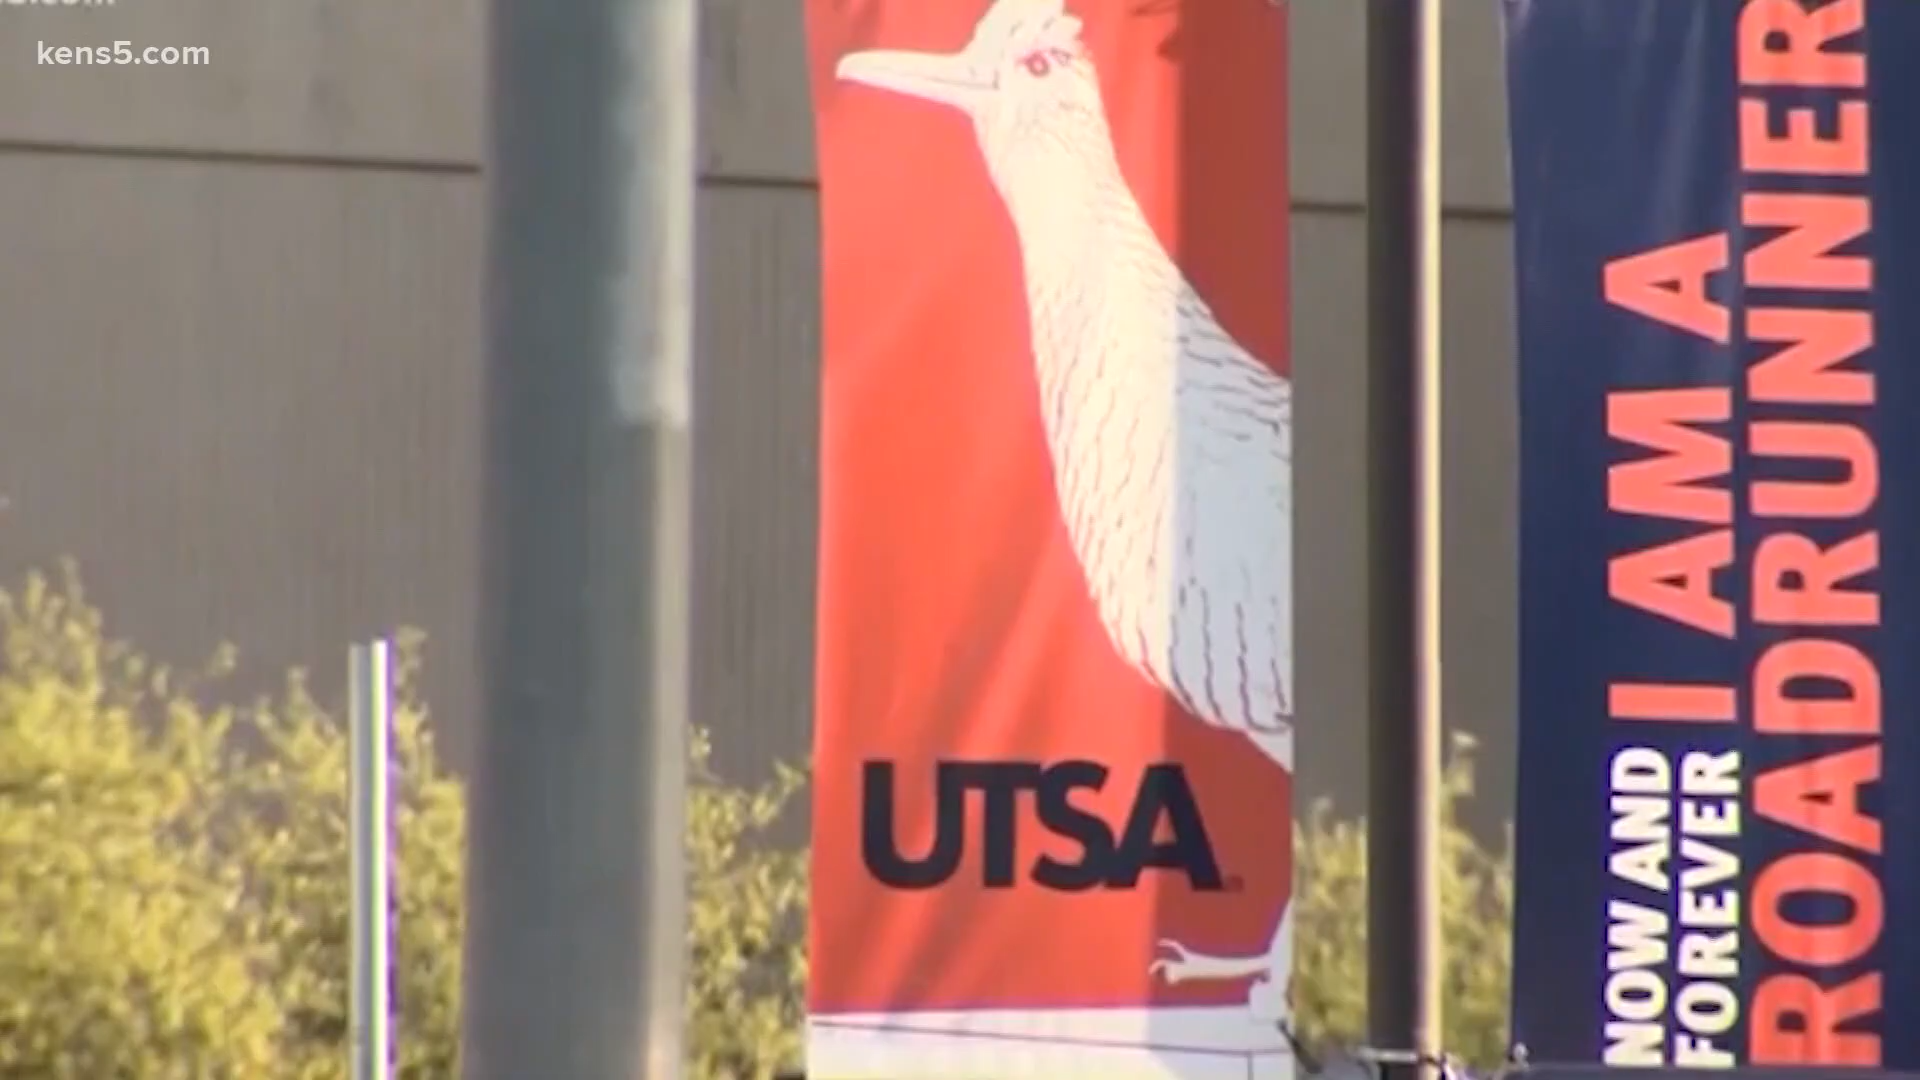 kens5.com
UTSA
NOW AND
FOREVER
I AM A
ROADRUNNER